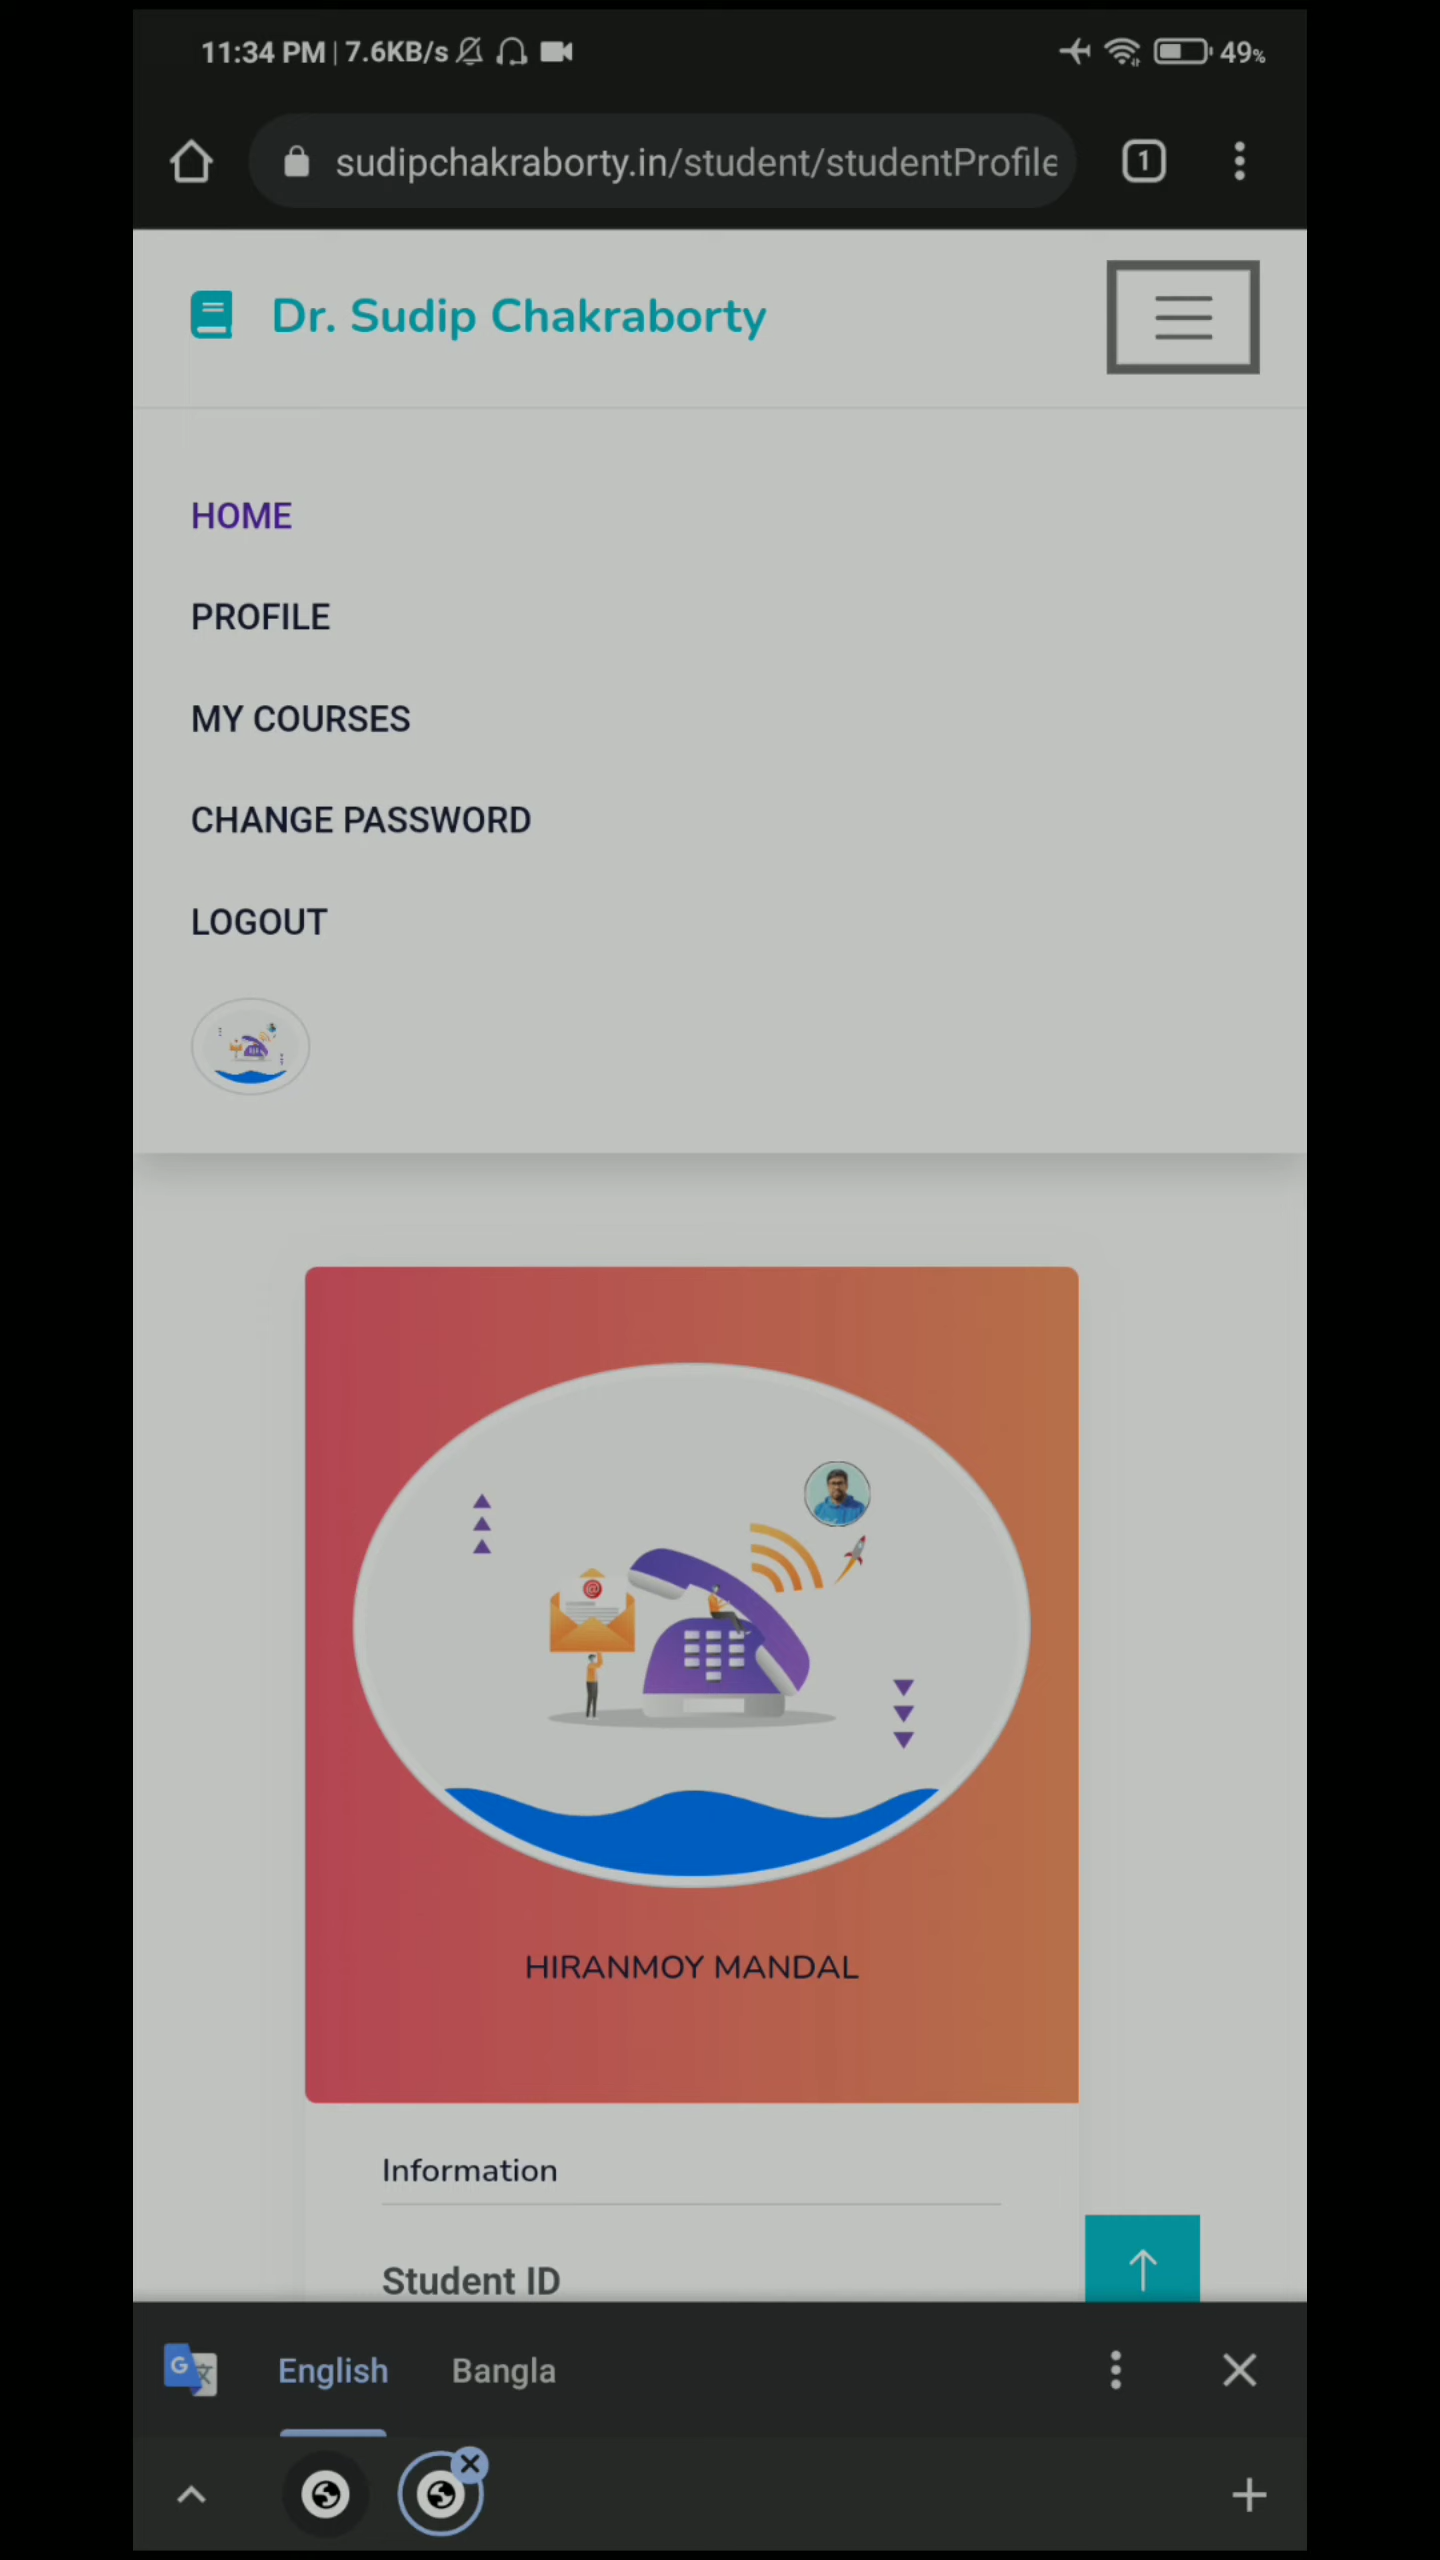 11:34 PM | 7.6KB/s
49%
sudipchakraborty.in/student/studentProfile
1
Dr. Sudip Chakraborty
HOME
PROFILE
MY COURSES
CHANGE PASSWORD
LOGOUT
@
HIRANMOY MANDAL
Information
Student ID
G 文
English
Bangla